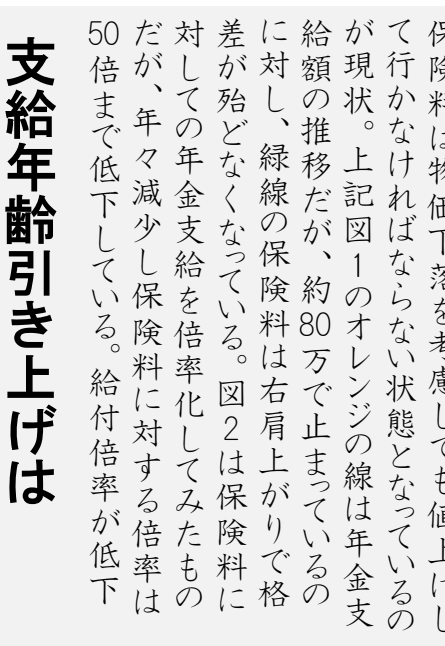 保険料は物価下落を考慮しても値上げし
て行かなければならない状態となっているの
が現状。上記図1のオレンジの線は年金支
給額の推移だが、約80万で止まっているの
に対し、緑線の保険料は右肩上がりで格
差が殆どなくなっている。図2は保険料に
対しての年金支給を倍率化してみたもの
だが、年々減少し保険料に対する倍率は
50倍まで低下している。給付倍率が低下
支給年齢引き上げは